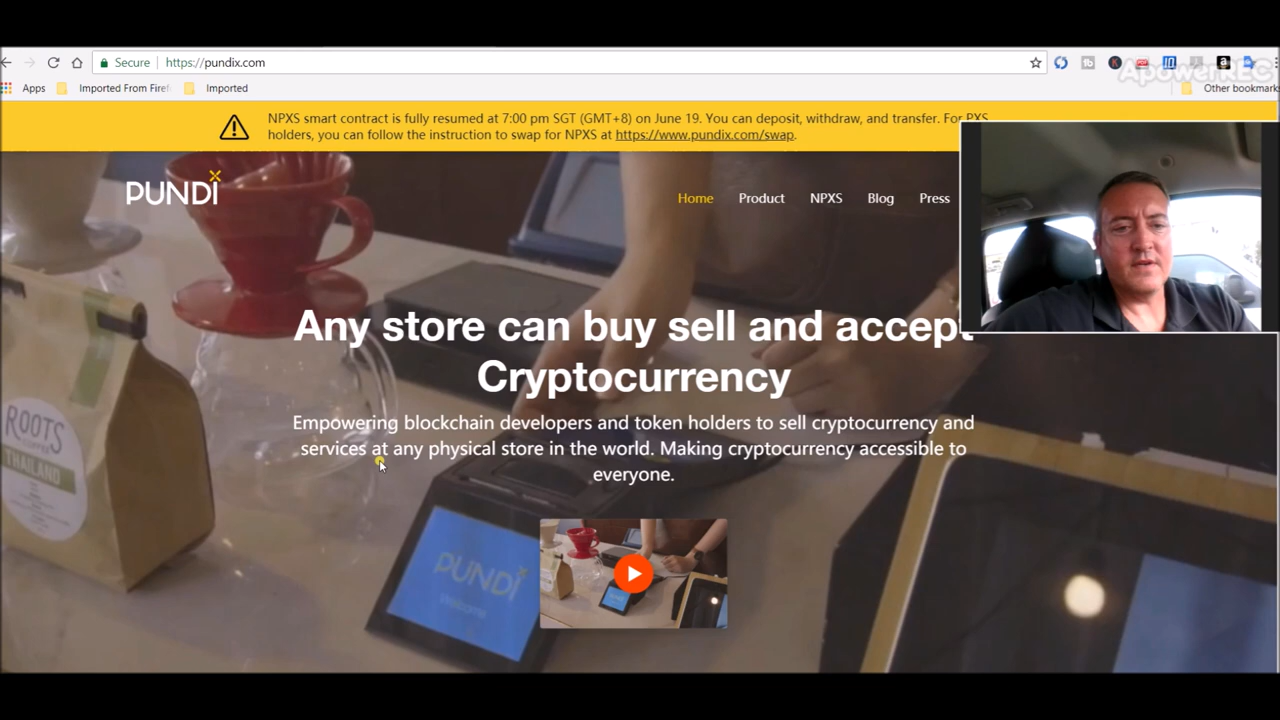 ApowerREC
Secure https://pundix.com
Apps Imported From Firef Imported Other bookmark
NPXS smart contract is fully resumed at 7:00 pm SGT (GMT+8) on June 19. You can deposit, withdraw, and transfer. For PXS
holders, you can follow the instruction to swap for NPXS at https://www.pundix.com/swap.
PUNDI X
Home Product NPXS Blog Press
Any store can buy sell and accept
Cryptocurrency
Empowering blockchain developers and token holders to sell cryptocurrency and
services at any physical store in the world. Making cryptocurrency accessible to
everyone.
ROOTS
THAILAND
PUNDI X
Welcome